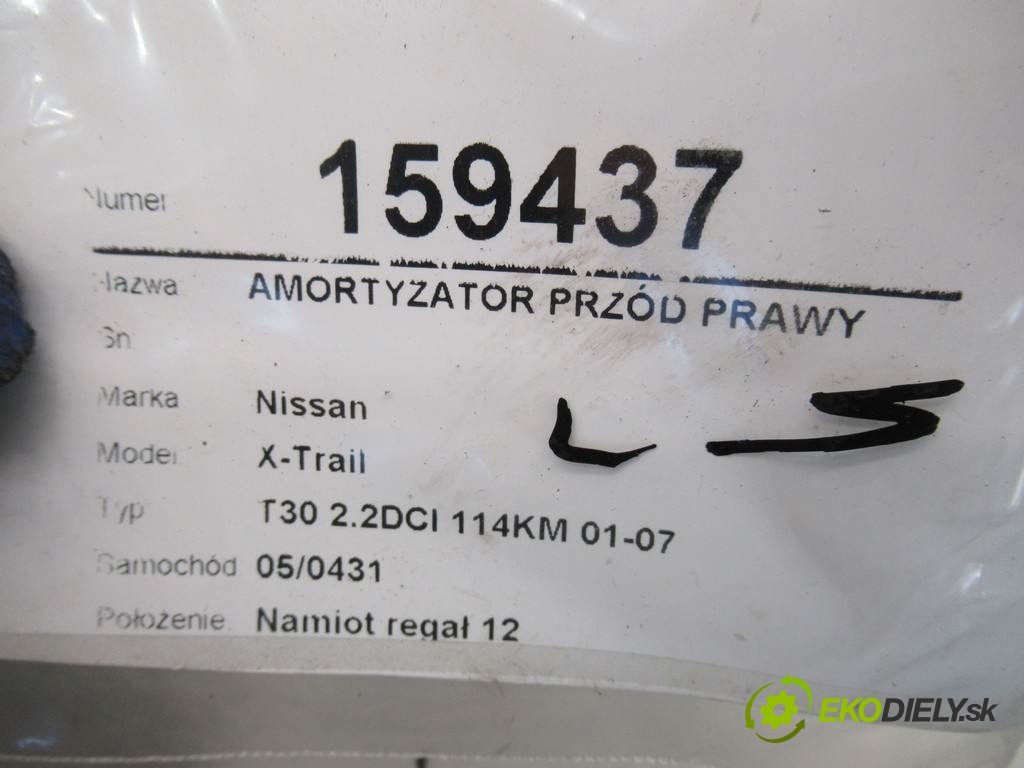 Numer 159437
Nazwa AMORTYZATOR PRZÓD PRAWY
Sn
Marka Nissan
Model X-Trail
Typ T30 2.2DCI 114KM 01-07
Samochód 05/0431
Położenie Namiot regał 12
EKODIELY.sk